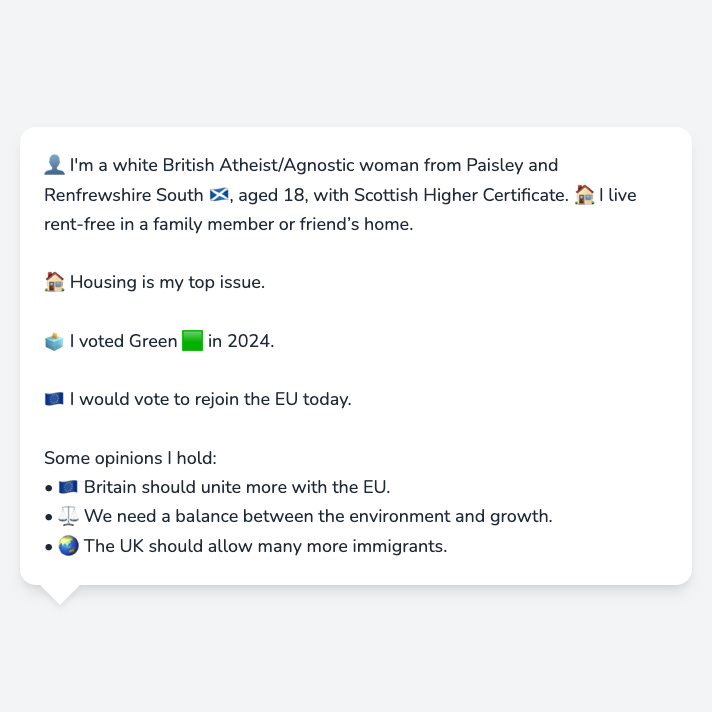 👤 I'm a white British Atheist/Agnostic woman from Paisley and
Renfrewshire South 🏴󠁧󠁢󠁳󠁣󠁴󠁿, aged 18, with Scottish Higher Certificate. 🏠 I live
rent-free in a family member or friend’s home.
🏠 Housing is my top issue.
🗳️ I voted Green 🟩 in 2024.
🇪🇺 I would vote to rejoin the EU today.
Some opinions I hold:
• 🇪🇺 Britain should unite more with the EU.
• ⚖️ We need a balance between the environment and growth.
• 🌏 The UK should allow many more immigrants.